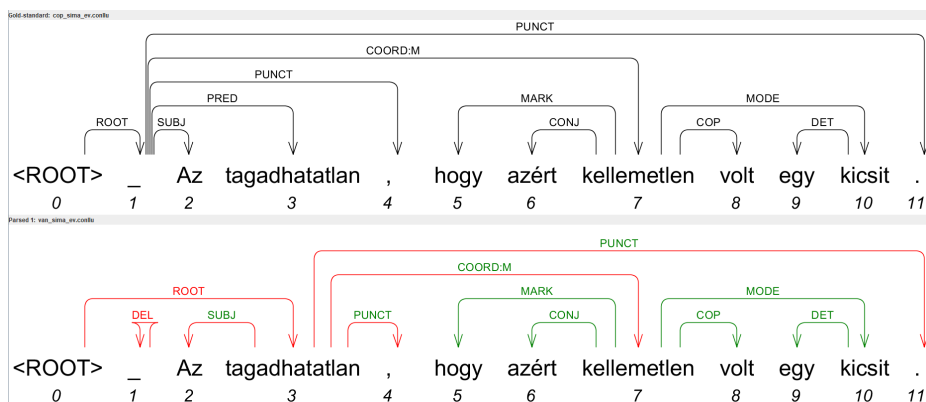 Gold-standard: cop_sima_ev.conllu
PUNCT
COORD:M
PUNCT
PRED MARK MODE
ROOT SUBJ CONJ COP DET
<ROOT> _ Az tagadhatatlan , hogy azért kellemetlen volt egy kicsit .
0 1 2 3 4 5 6 7 8 9 10 11
Parsed 1: van_sima_ev.conllu
PUNCT
COORD:M
ROOT MARK MODE
DEL SUBJ PUNCT CONJ COP DET
<ROOT> _ Az tagadhatatlan , hogy azért kellemetlen volt egy kicsit .
0 1 2 3 4 5 6 7 8 9 10 11